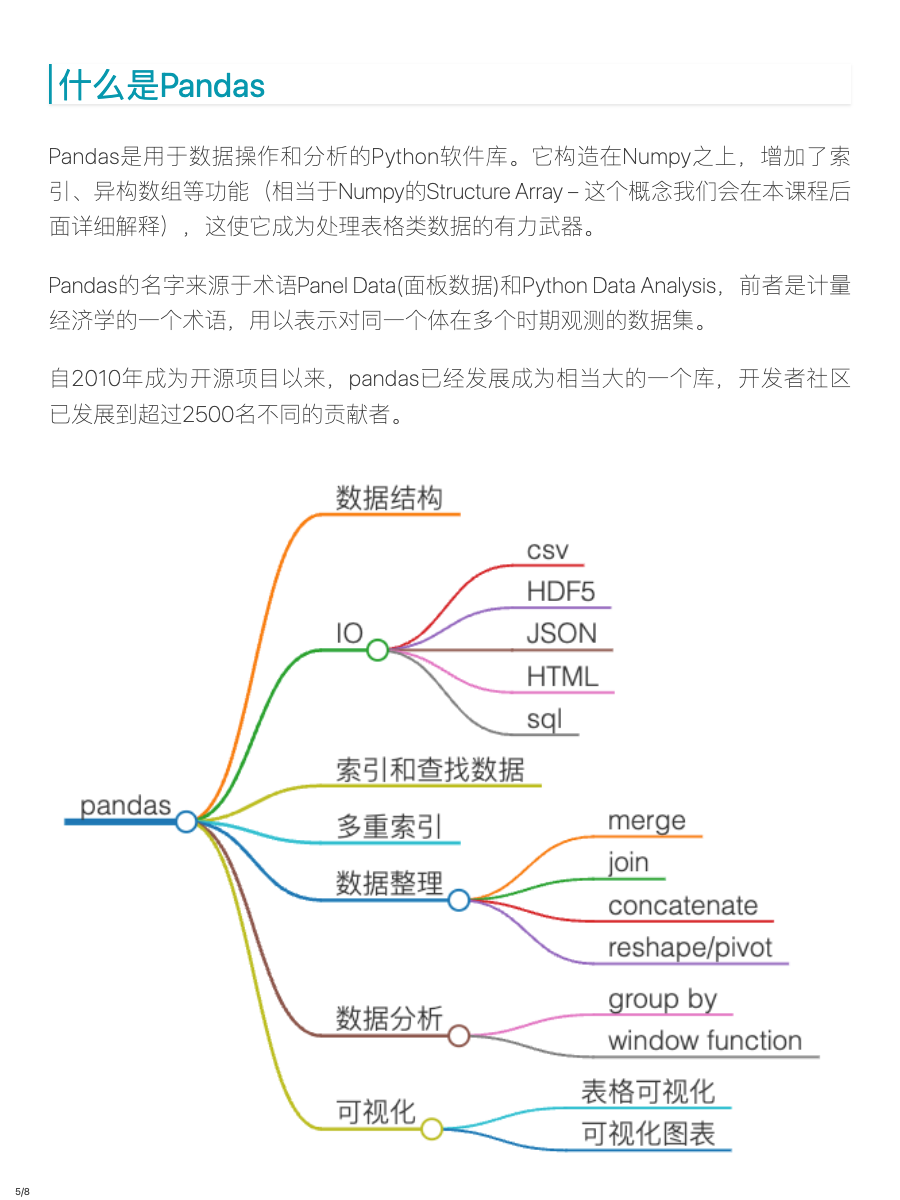 什么是Pandas
Pandas是用于数据操作和分析的Python软件库。它构造在Numpy之上，增加了索
引、异构数组等功能（相当于Numpy的Structure Array – 这个概念我们会在本课程后
面详细解释），这使它成为处理表格类数据的有力武器。
Pandas的名字来源于术语Panel Data(面板数据)和Python Data Analysis，前者是计量
经济学的一个术语，用以表示对同一个体在多个时期观测的数据集。
自2010年成为开源项目以来，pandas已经发展成为相当大的一个库，开发者社区
已发展到超过2500名不同的贡献者。
pandas
数据结构
IO
csv
HDF5
JSON
HTML
sql
索引和查找数据
多重索引
数据整理
merge
join
concatenate
reshape/pivot
数据分析
group by
window function
可视化
表格可视化
可视化图表
5/8